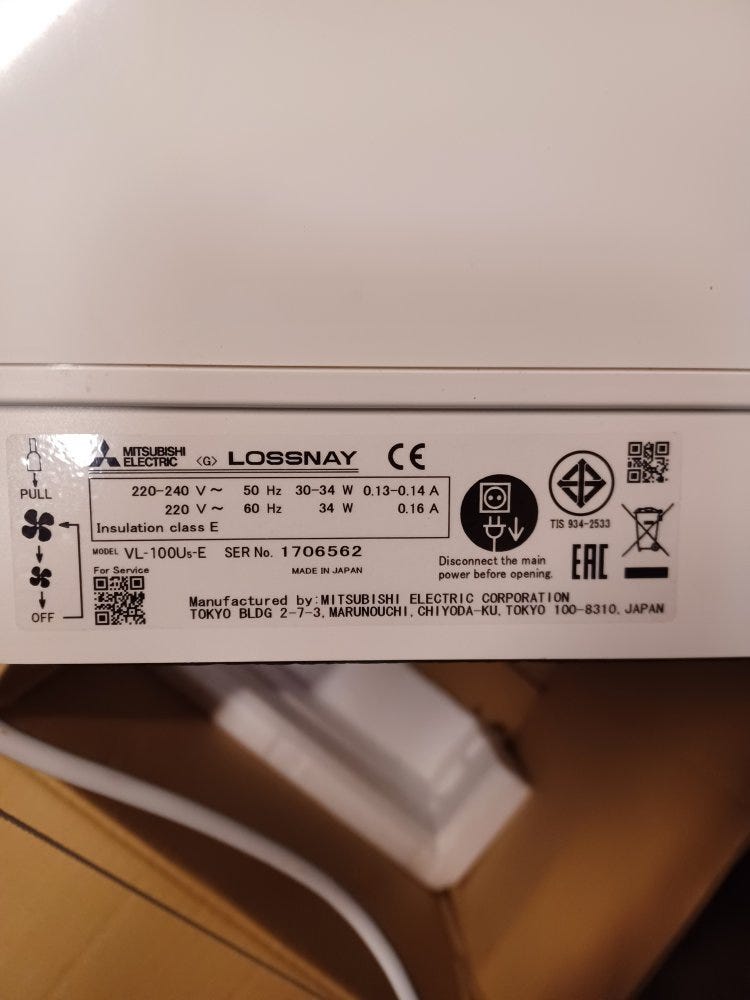 PULL
OFF
MITSUBISHI
ELECTRIC
<G> LOSSNAY CE
220-240 V ~ 50 Hz 30-34 W 0.13-0.14 A
220 V ~ 60 Hz 34 W 0.16 A
Insulation class E
MODEL VL-100U5-E SER No. 1706562
For Service
MADE IN JAPAN
Disconnect the main
power before opening.
TIS 934-2533
EAC
Manufactured by:MITSUBISHI ELECTRIC CORPORATION
TOKYO BLDG 2-7-3, MARUNOUCHI, CHIYODA-KU, TOKYO 100-8310, JAPAN